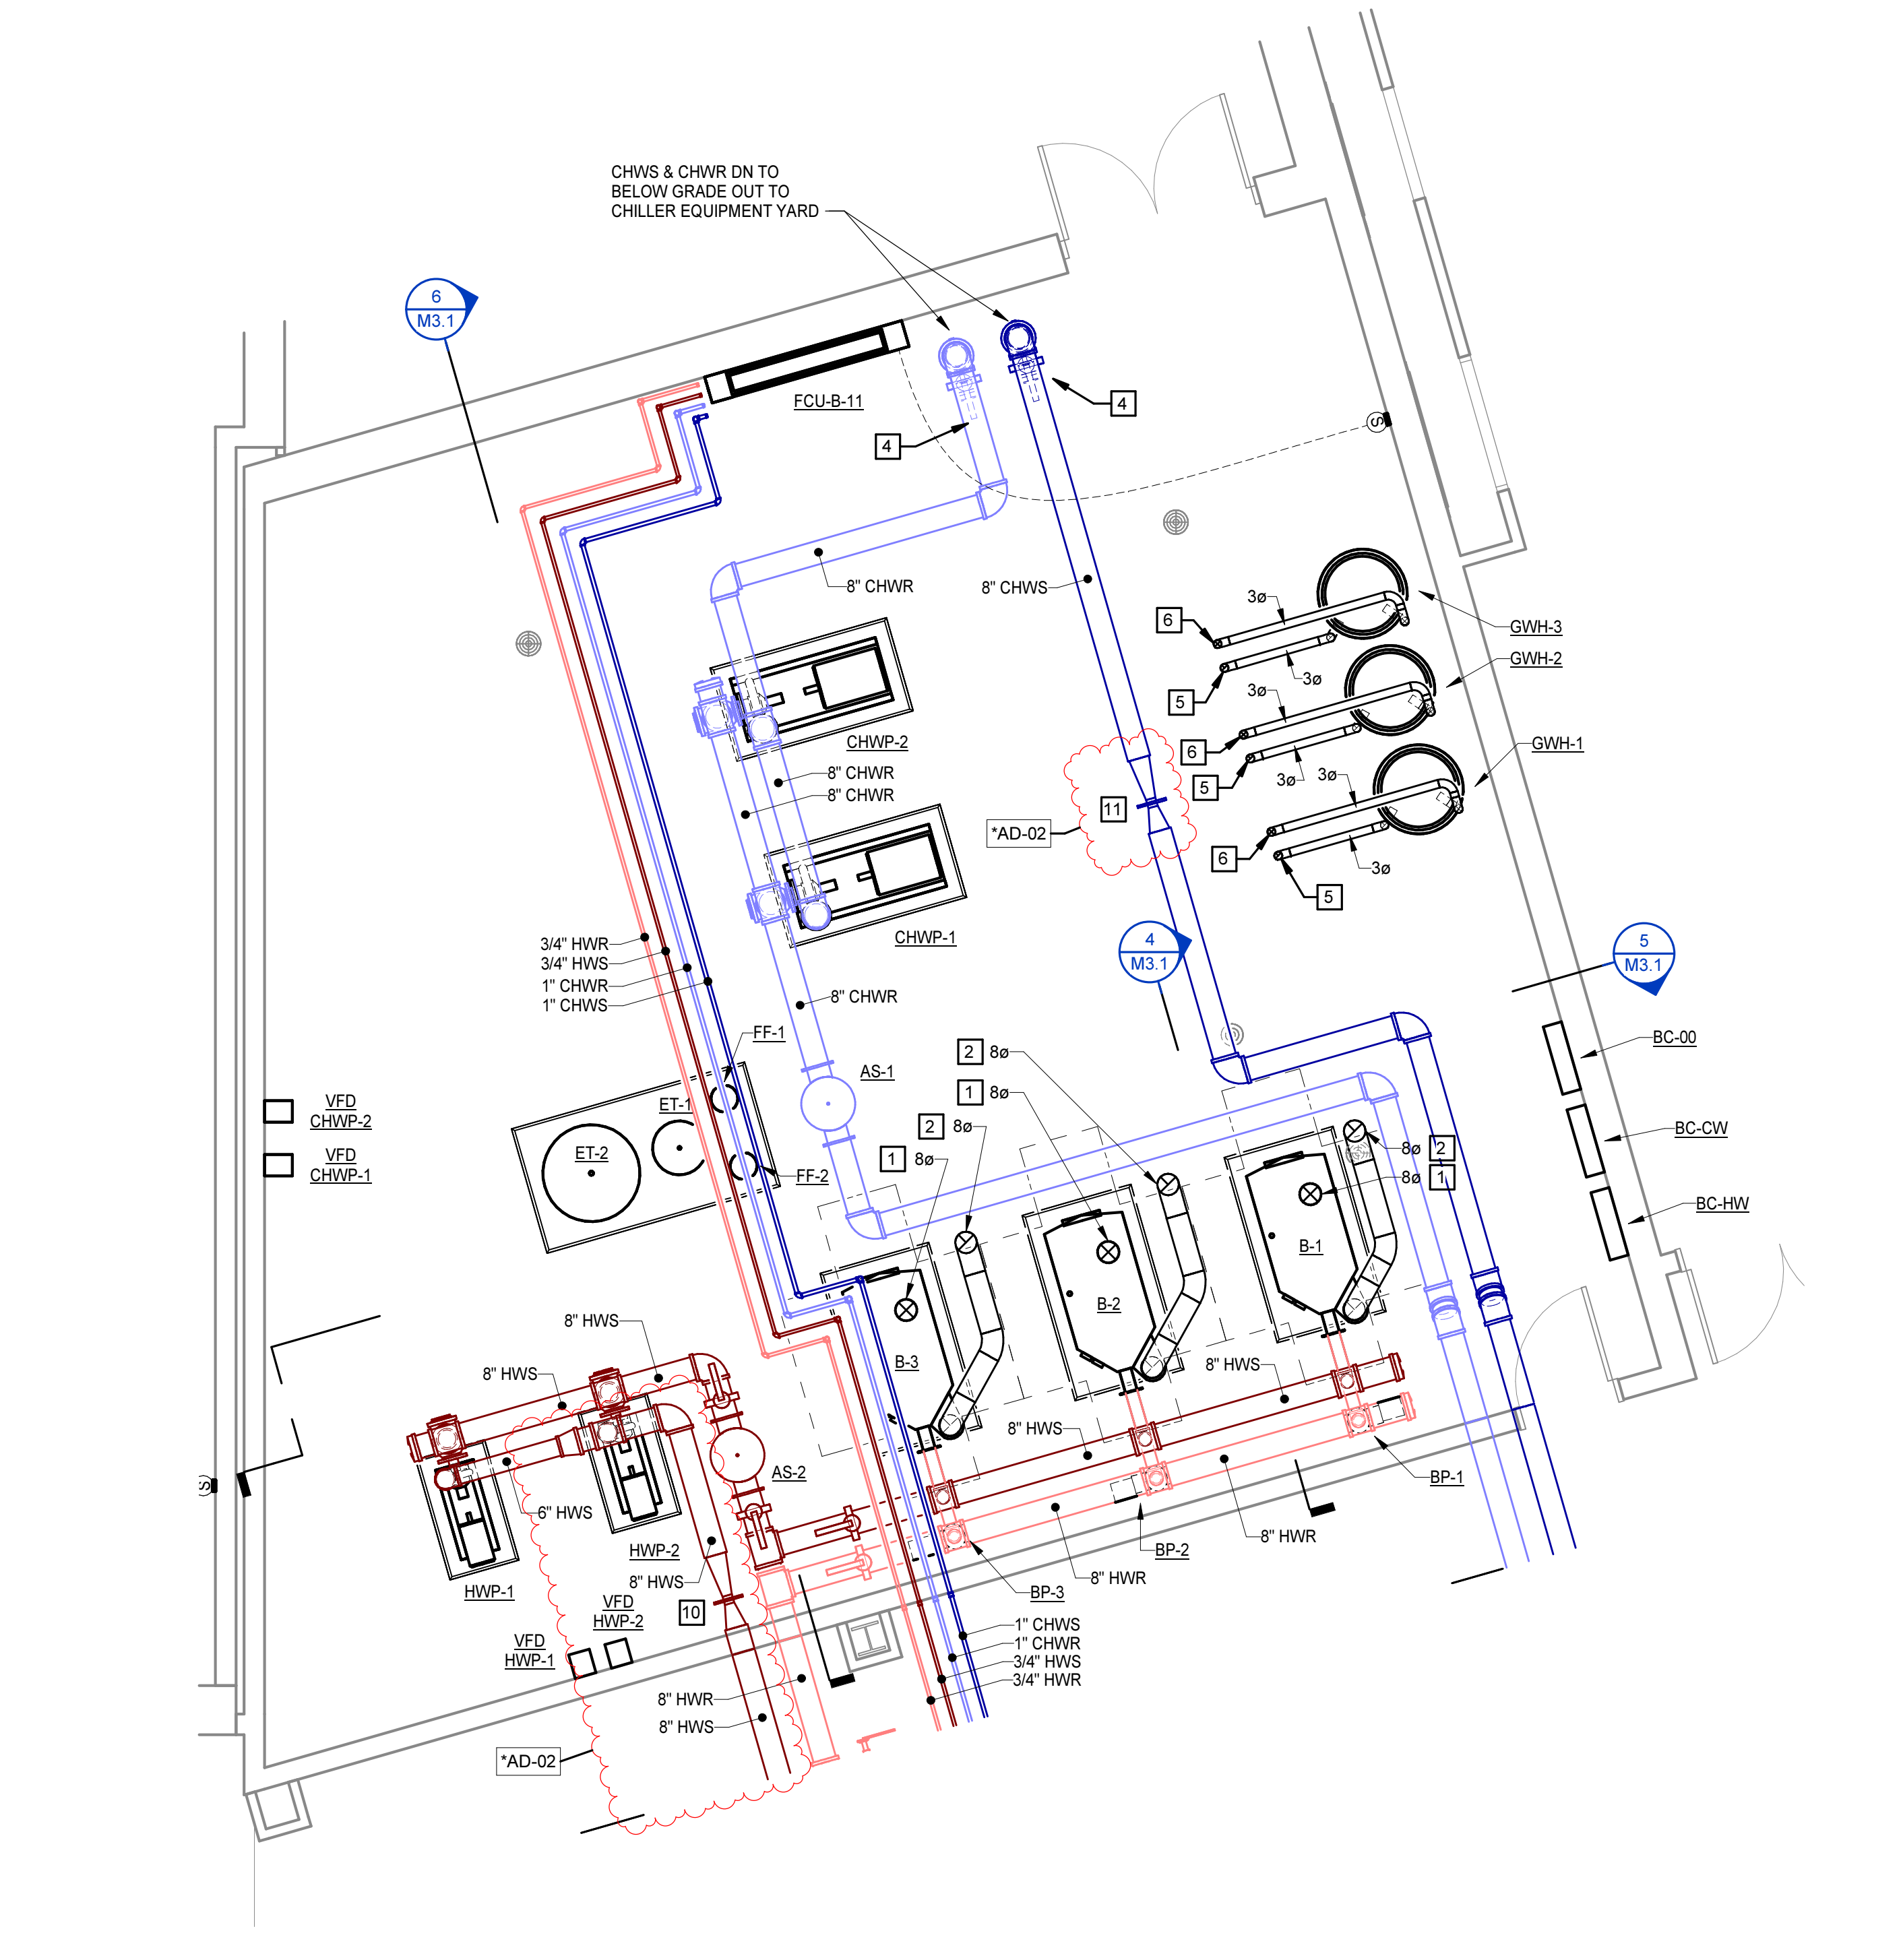 CHWS & CHWR DN TO
BELOW GRADE OUT TO
CHILLER EQUIPMENT YARD
6
M3.1
FCU-B-11
4
4
S
8" CHWR
8" CHWS
3ø
6
GWH-3
3ø
5
GWH-2
3ø
6
3ø
5
GWH-1
3ø
6
3ø
5
CHWP-2
8" CHWR
8" CHWR
11
*AD-02
CHWP-1
3/4" HWR
3/4" HWS
1" CHWR
1" CHWS
8" CHWR
4
M3.1
5
M3.1
FF-1
AS-1
ET-1
ET-2
FF-2
2 8ø
1 8ø
2 8ø
1 8ø
8ø 2
8ø 1
BC-00
BC-CW
BC-HW
VFD
CHWP-2
VFD
CHWP-1
B-1
B-2
B-3
8" HWS
8" HWS
8" HWS
8" HWS
AS-2
S
6" HWS
BP-1
8" HWR
HWP-2
BP-2
8" HWS
HWP-1
8" HWR
BP-3
VFD
HWP-2
10
VFD
HWP-1
1" CHWS
1" CHWR
3/4" HWS
3/4" HWR
8" HWR
8" HWS
*AD-02